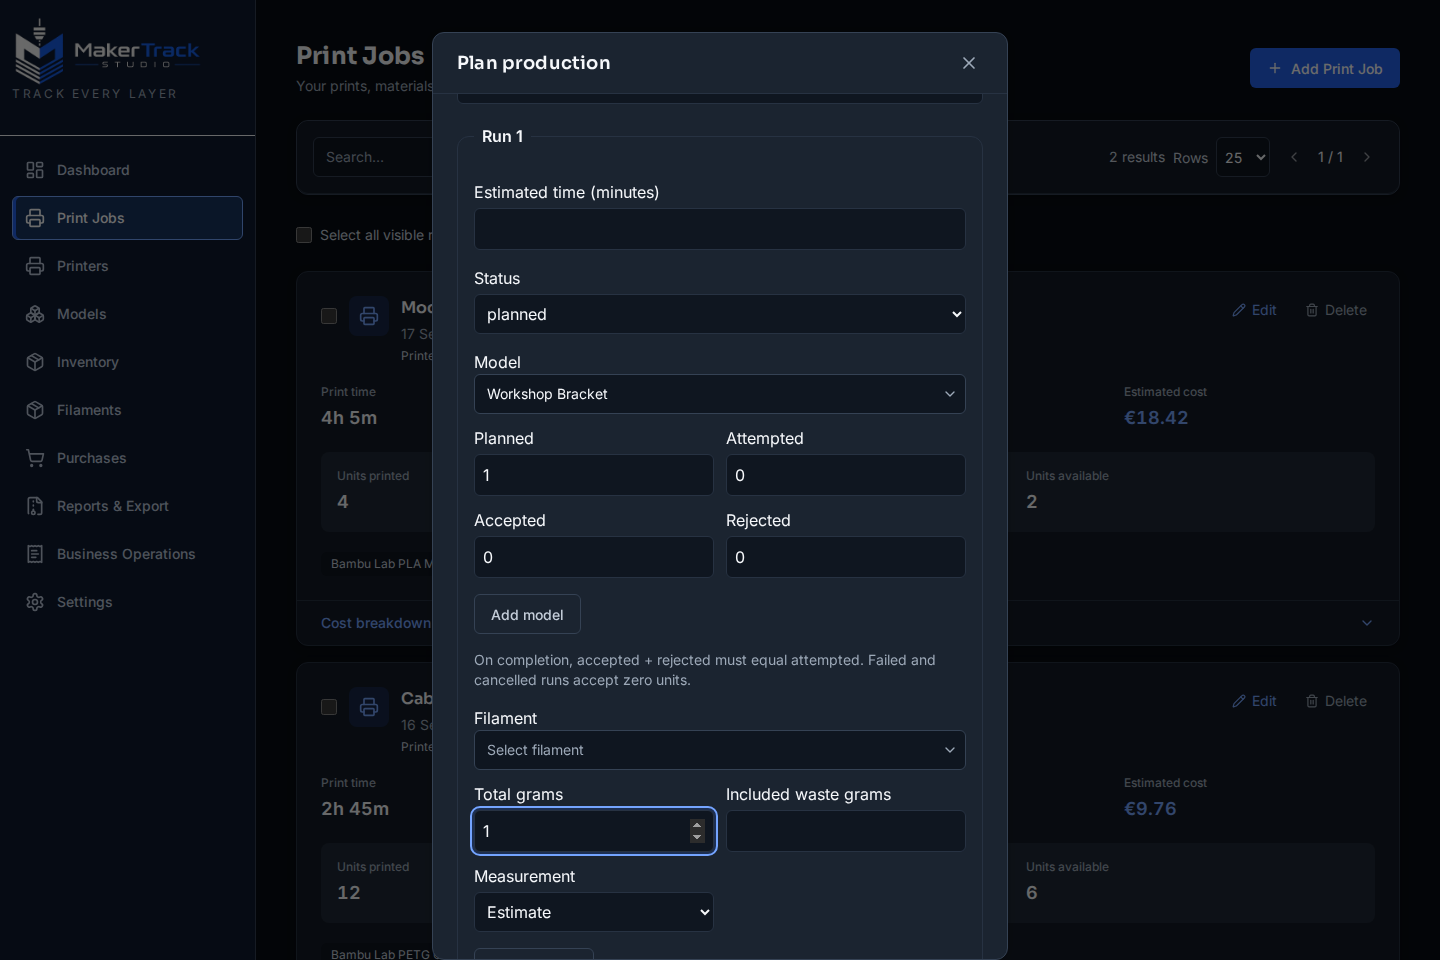 MakerTrack
STUDIO
TRACK EVERY LAYER
Dashboard
Print Jobs
Printers
Models
Inventory
Filaments
Purchases
Reports & Export
Business Operations
Settings
Print Jobs
Your prints, materials
Add Print Job
Search...
2 results Rows 25 1 / 1
Select all visible
17
Edit Delete
Print time
4h 5m
Estimated cost
€18.42
Units printed
4
Units available
2
Bambu Lab PLA
Cost breakdown
16
Edit Delete
Print time
2h 45m
Estimated cost
€9.76
Units printed
12
Units available
6
Bambu Lab PETG
Plan production
Run 1
Estimated time (minutes)
Status
planned
Model
Workshop Bracket
Planned Attempted
1 0
Accepted Rejected
0 0
Add model
On completion, accepted + rejected must equal attempted. Failed and
cancelled runs accept zero units.
Filament
Select filament
Total grams Included waste grams
1
Measurement
Estimate